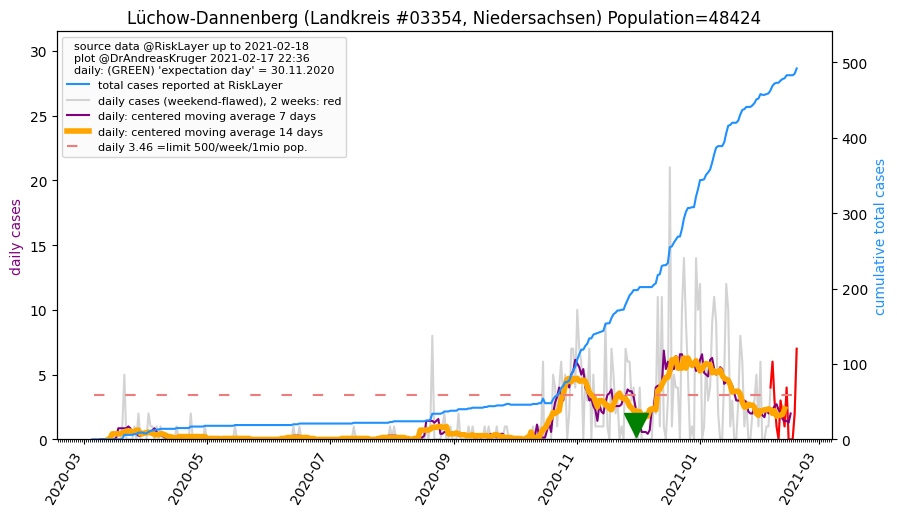 Lüchow-Dannenberg (Landkreis #03354, Niedersachsen) Population=48424
source data @RiskLayer up to 2021-02-18
plot @DrAndreasKruger 2021-02-17 22:36
daily: (GREEN) 'expectation day' = 30.11.2020
total cases reported at RiskLayer
daily cases (weekend-flawed), 2 weeks: red
daily: centered moving average 7 days
daily: centered moving average 14 days
daily 3.46 =limit 500/week/1mio pop.
daily cases
30
25
20
15
10
5
0
cumulative total cases
500
400
300
200
100
0
2020-03
2020-05
2020-07
2020-09
2020-11
2021-01
2021-03